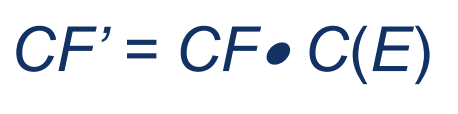 CF’ = CF• C(E)